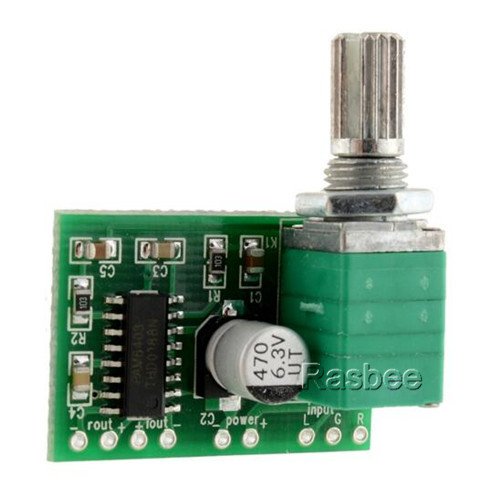 K1
C5
C3
R1
103
C1
R2
103
PAM8403
C4
470
6.3V
UT
Rasbee
C2
- rout + + lout -
- power +
input
L G R